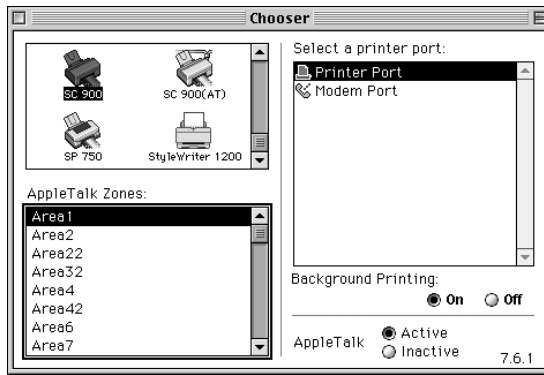 Chooser
SC 900
SC 900(AT)
SP 750
StyleWriter 1200
AppleTalk Zones:
Area1
Area2
Area22
Area32
Area4
Area42
Area6
Area7
Select a printer port:
Printer Port
Modem Port
Background Printing:
On Off
AppleTalk
Active
Inactive
7.6.1